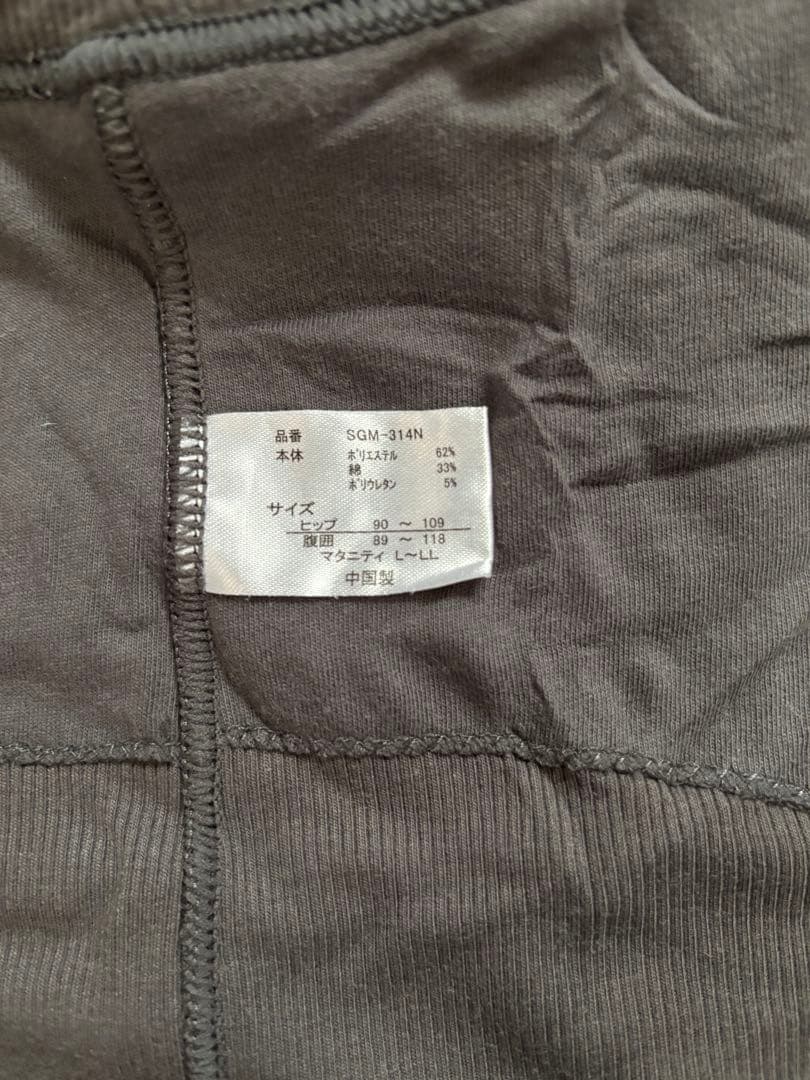 品番 SGM-314N
本体 ポリエステル 62%
綿 33%
ポリウレタン 5%
サイズ
ヒップ 90 〜 109
腹囲 89 〜 118
マタニティ L〜LL
中国製